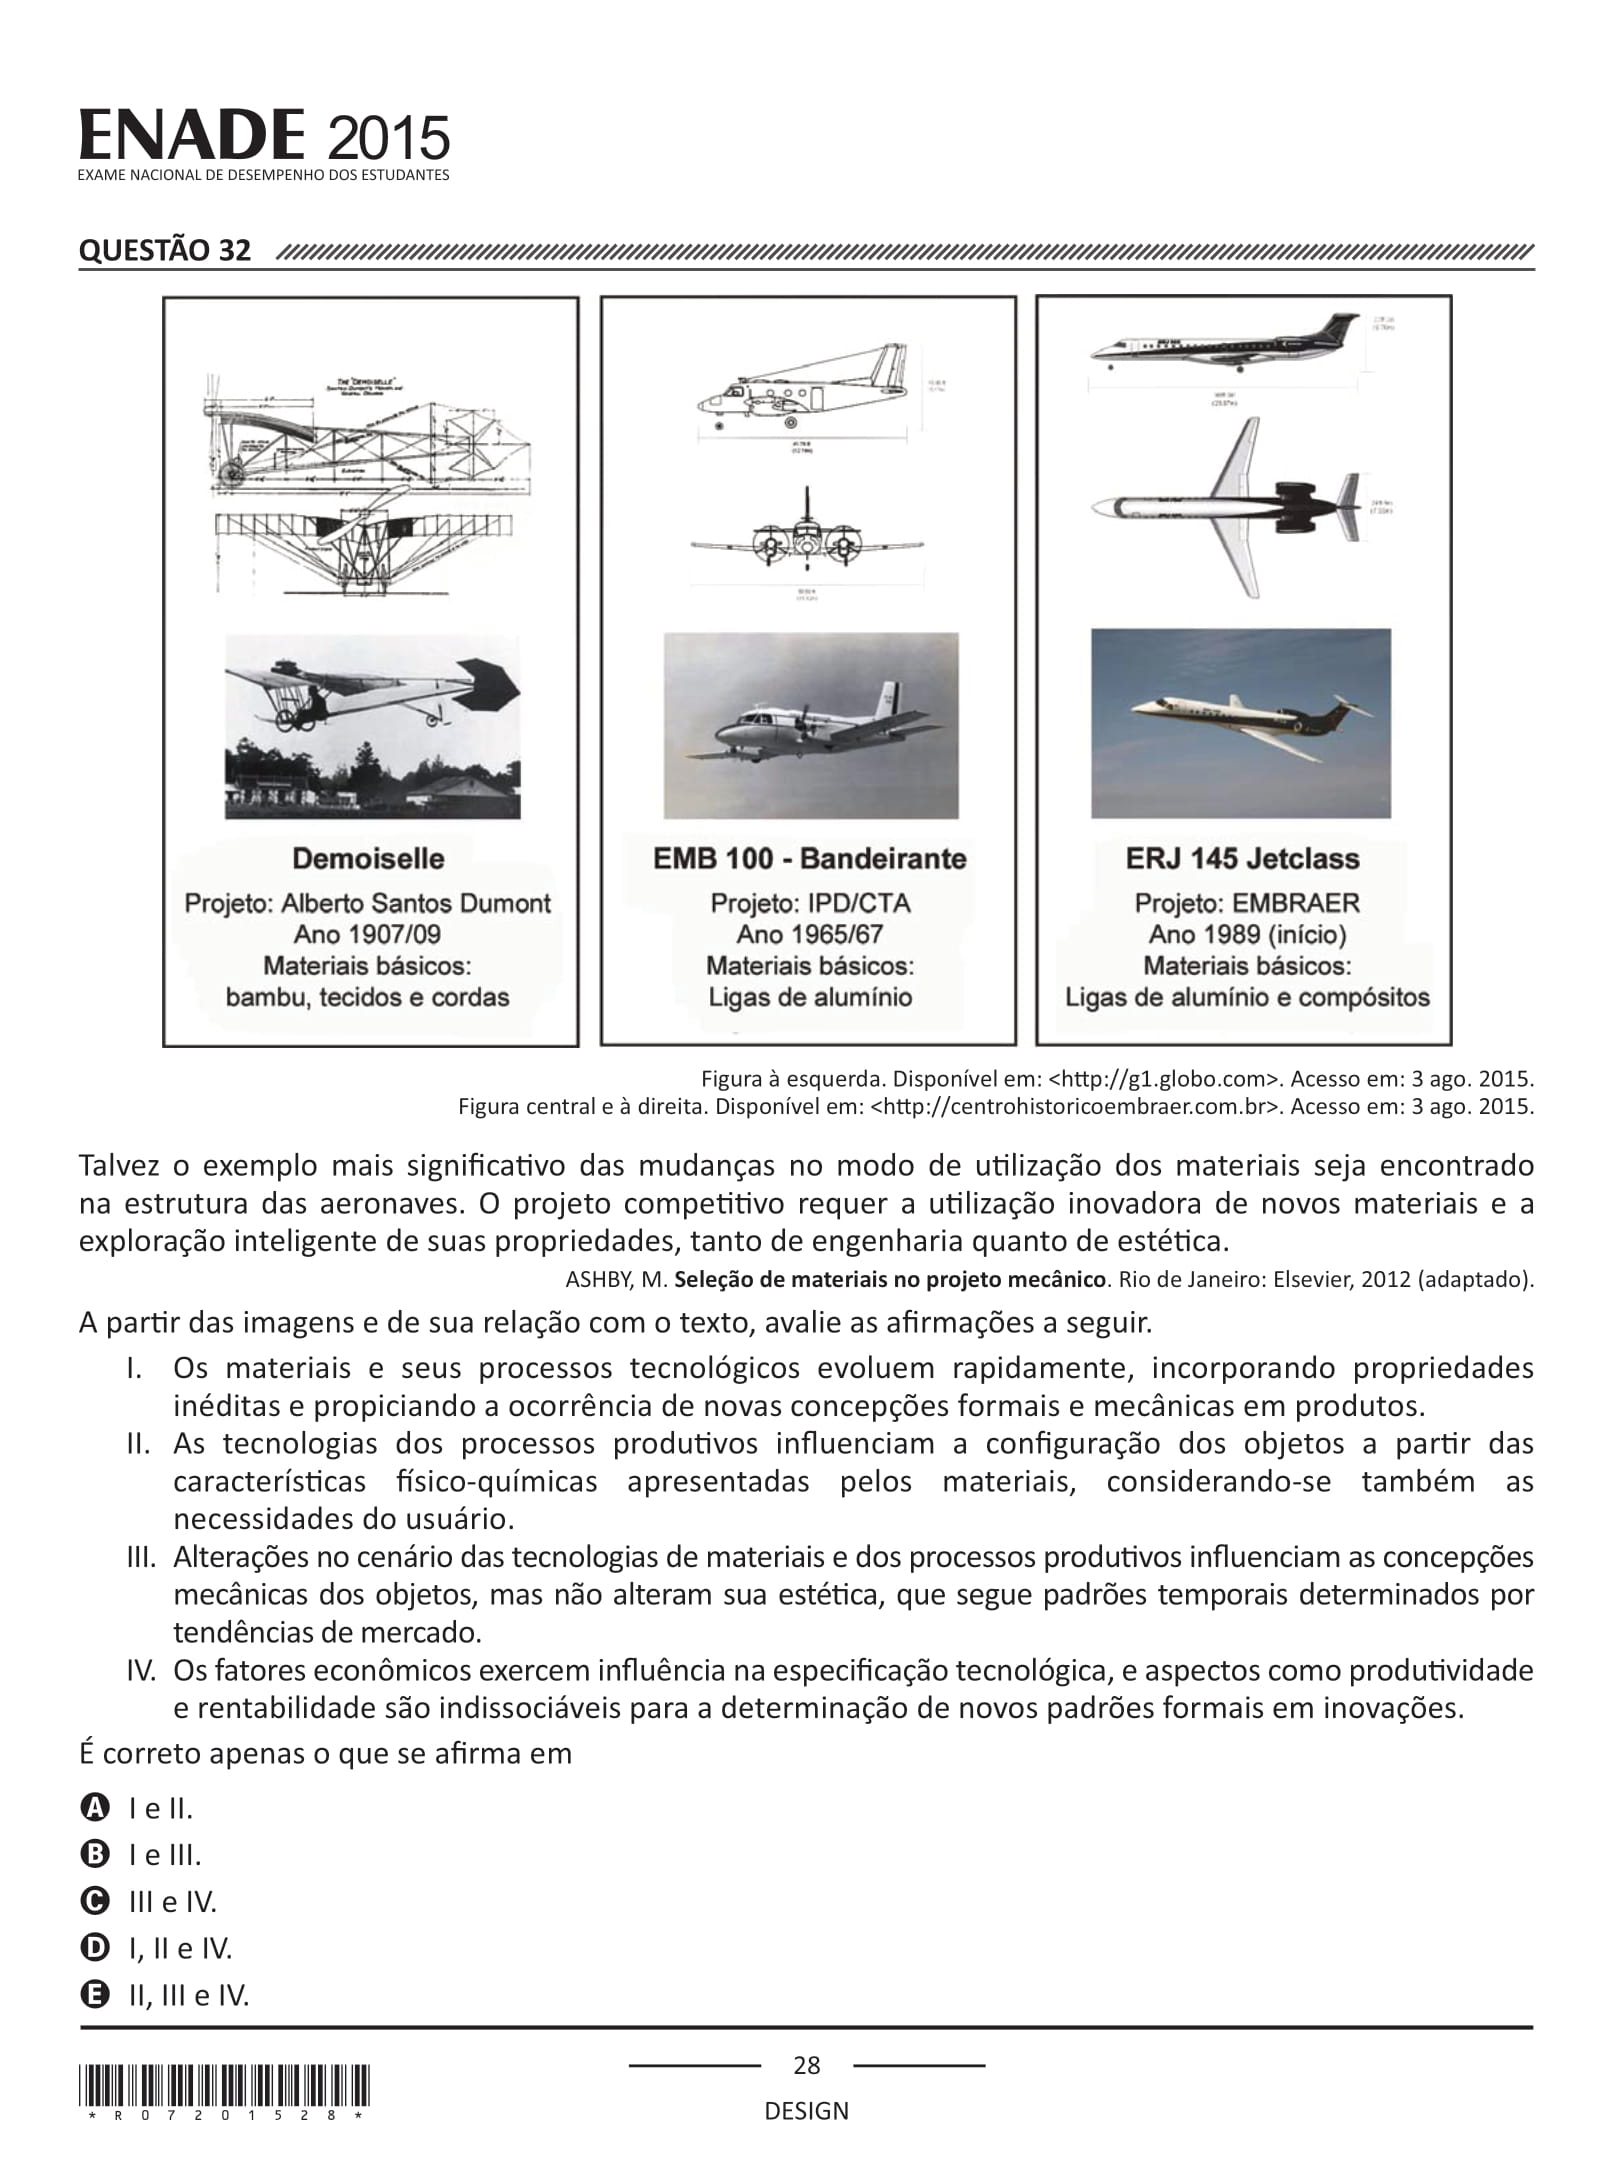 ENADE 2015
EXAME NACIONAL DE DESEMPENHO DOS ESTUDANTES
QUESTÃO 32
THE "DEMOISELLE"
Demoiselle
Projeto: Alberto Santos Dumont
Ano 1907/09
Materiais básicos:
bambu, tecidos e cordas
EMB 100 - Bandeirante
Projeto: IPD/CTA
Ano 1965/67
Materiais básicos:
Ligas de alumínio
ERJ 145 Jetclass
Projeto: EMBRAER
Ano 1989 (início)
Materiais básicos:
Ligas de alumínio e compósitos
Figura à esquerda. Disponível em: <http://g1.globo.com>. Acesso em: 3 ago. 2015.
Figura central e à direita. Disponível em: <http://centrohistoricoembraer.com.br>. Acesso em: 3 ago. 2015.
Talvez o exemplo mais significativo das mudanças no modo de utilização dos materiais seja encontrado
na estrutura das aeronaves. O projeto competitivo requer a utilização inovadora de novos materiais e a
exploração inteligente de suas propriedades, tanto de engenharia quanto de estética.
ASHBY, M. Seleção de materiais no projeto mecânico. Rio de Janeiro: Elsevier, 2012 (adaptado).
A partir das imagens e de sua relação com o texto, avalie as afirmações a seguir.
I. Os materiais e seus processos tecnológicos evoluem rapidamente, incorporando propriedades
inéditas e propiciando a ocorrência de novas concepções formais e mecânicas em produtos.
II. As tecnologias dos processos produtivos influenciam a configuração dos objetos a partir das
características físico-químicas apresentadas pelos materiais, considerando-se também as
necessidades do usuário.
III. Alterações no cenário das tecnologias de materiais e dos processos produtivos influenciam as concepções
mecânicas dos objetos, mas não alteram sua estética, que segue padrões temporais determinados por
tendências de mercado.
IV. Os fatores econômicos exercem influência na especificação tecnológica, e aspectos como produtividade
e rentabilidade são indissociáveis para a determinação de novos padrões formais em inovações.
É correto apenas o que se afirma em
A I e II.
B I e III.
C III e IV.
D I, II e IV.
E II, III e IV.
28
DESIGN
*R07201528*